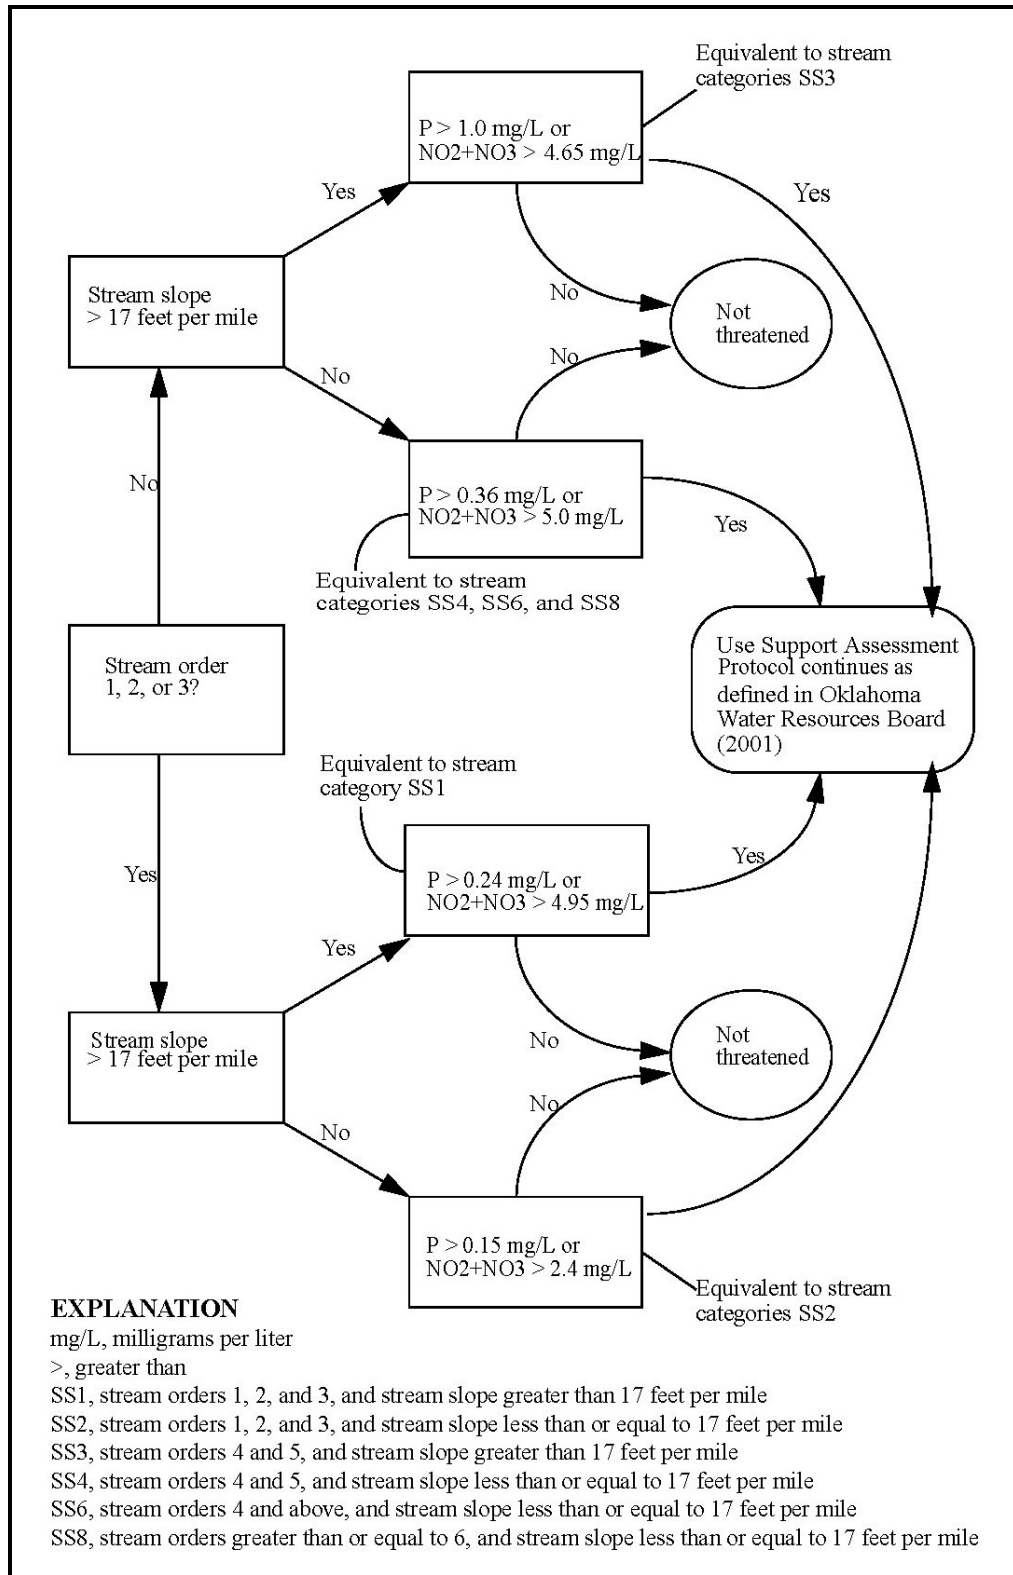 Equivalent to stream
categories SS3
P > 1.0 mg/L or
NO2+NO3 > 4.65 mg/L
Yes
Yes
Stream slope
> 17 feet per mile
No
Not
threatened
No
No
P > 0.36 mg/L or
NO2+NO3 > 5.0 mg/L
Yes
No
Equivalent to stream
categories SS4, SS6, and SS8
Stream order
1, 2, or 3?
Use Support Assessment
Protocol continues as
defined in Oklahoma
Water Resources Board
(2001)
Equivalent to stream
category SS1
Yes
P > 0.24 mg/L or
NO2+NO3 > 4.95 mg/L
Yes
Yes
Stream slope
> 17 feet per mile
No
Not
threatened
No
No
P > 0.15 mg/L or
NO2+NO3 > 2.4 mg/L
Equivalent to stream
categories SS2
EXPLANATION
mg/L, milligrams per liter
>, greater than
SS1, stream orders 1, 2, and 3, and stream slope greater than 17 feet per mile
SS2, stream orders 1, 2, and 3, and stream slope less than or equal to 17 feet per mile
SS3, stream orders 4 and 5, and stream slope greater than 17 feet per mile
SS4, stream orders 4 and 5, and stream slope less than or equal to 17 feet per mile
SS6, stream orders 4 and above, and stream slope less than or equal to 17 feet per mile
SS8, stream orders greater than or equal to 6, and stream slope less than or equal to 17 feet per mile